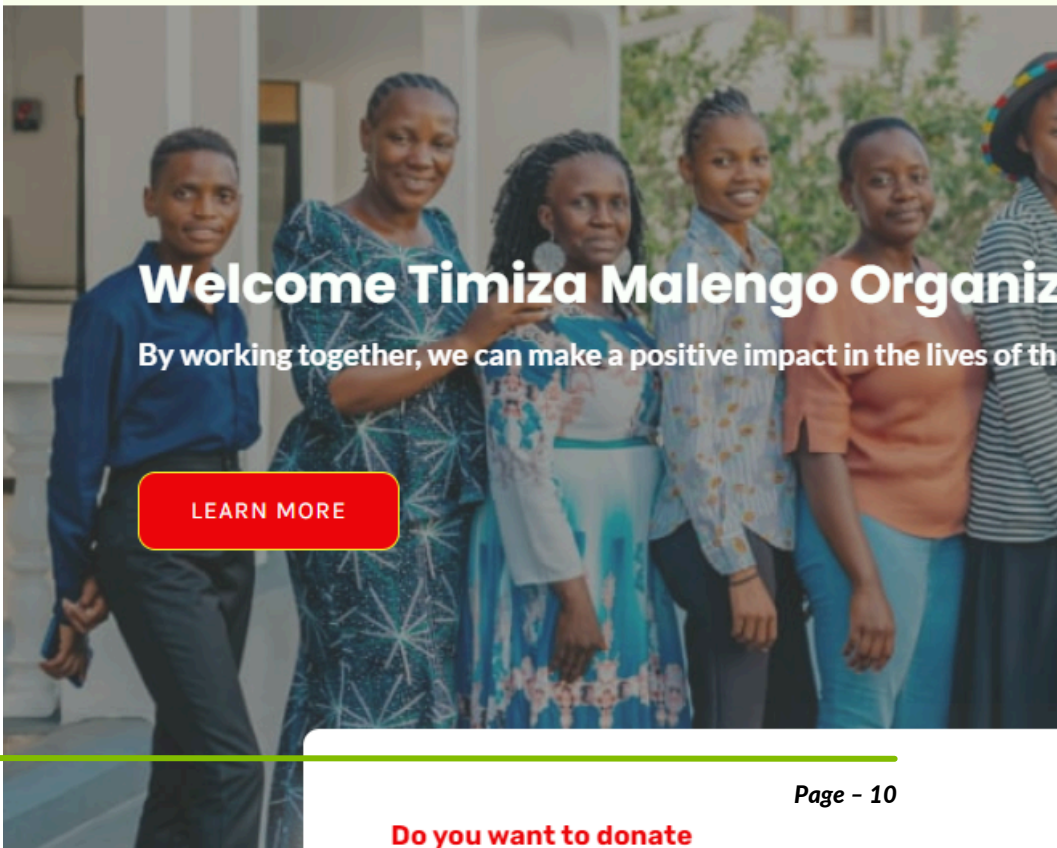 Welcome Timiza Malengo Organiz
By working together, we can make a positive impact in the lives of th
LEARN MORE
Page – 10
Do you want to donate